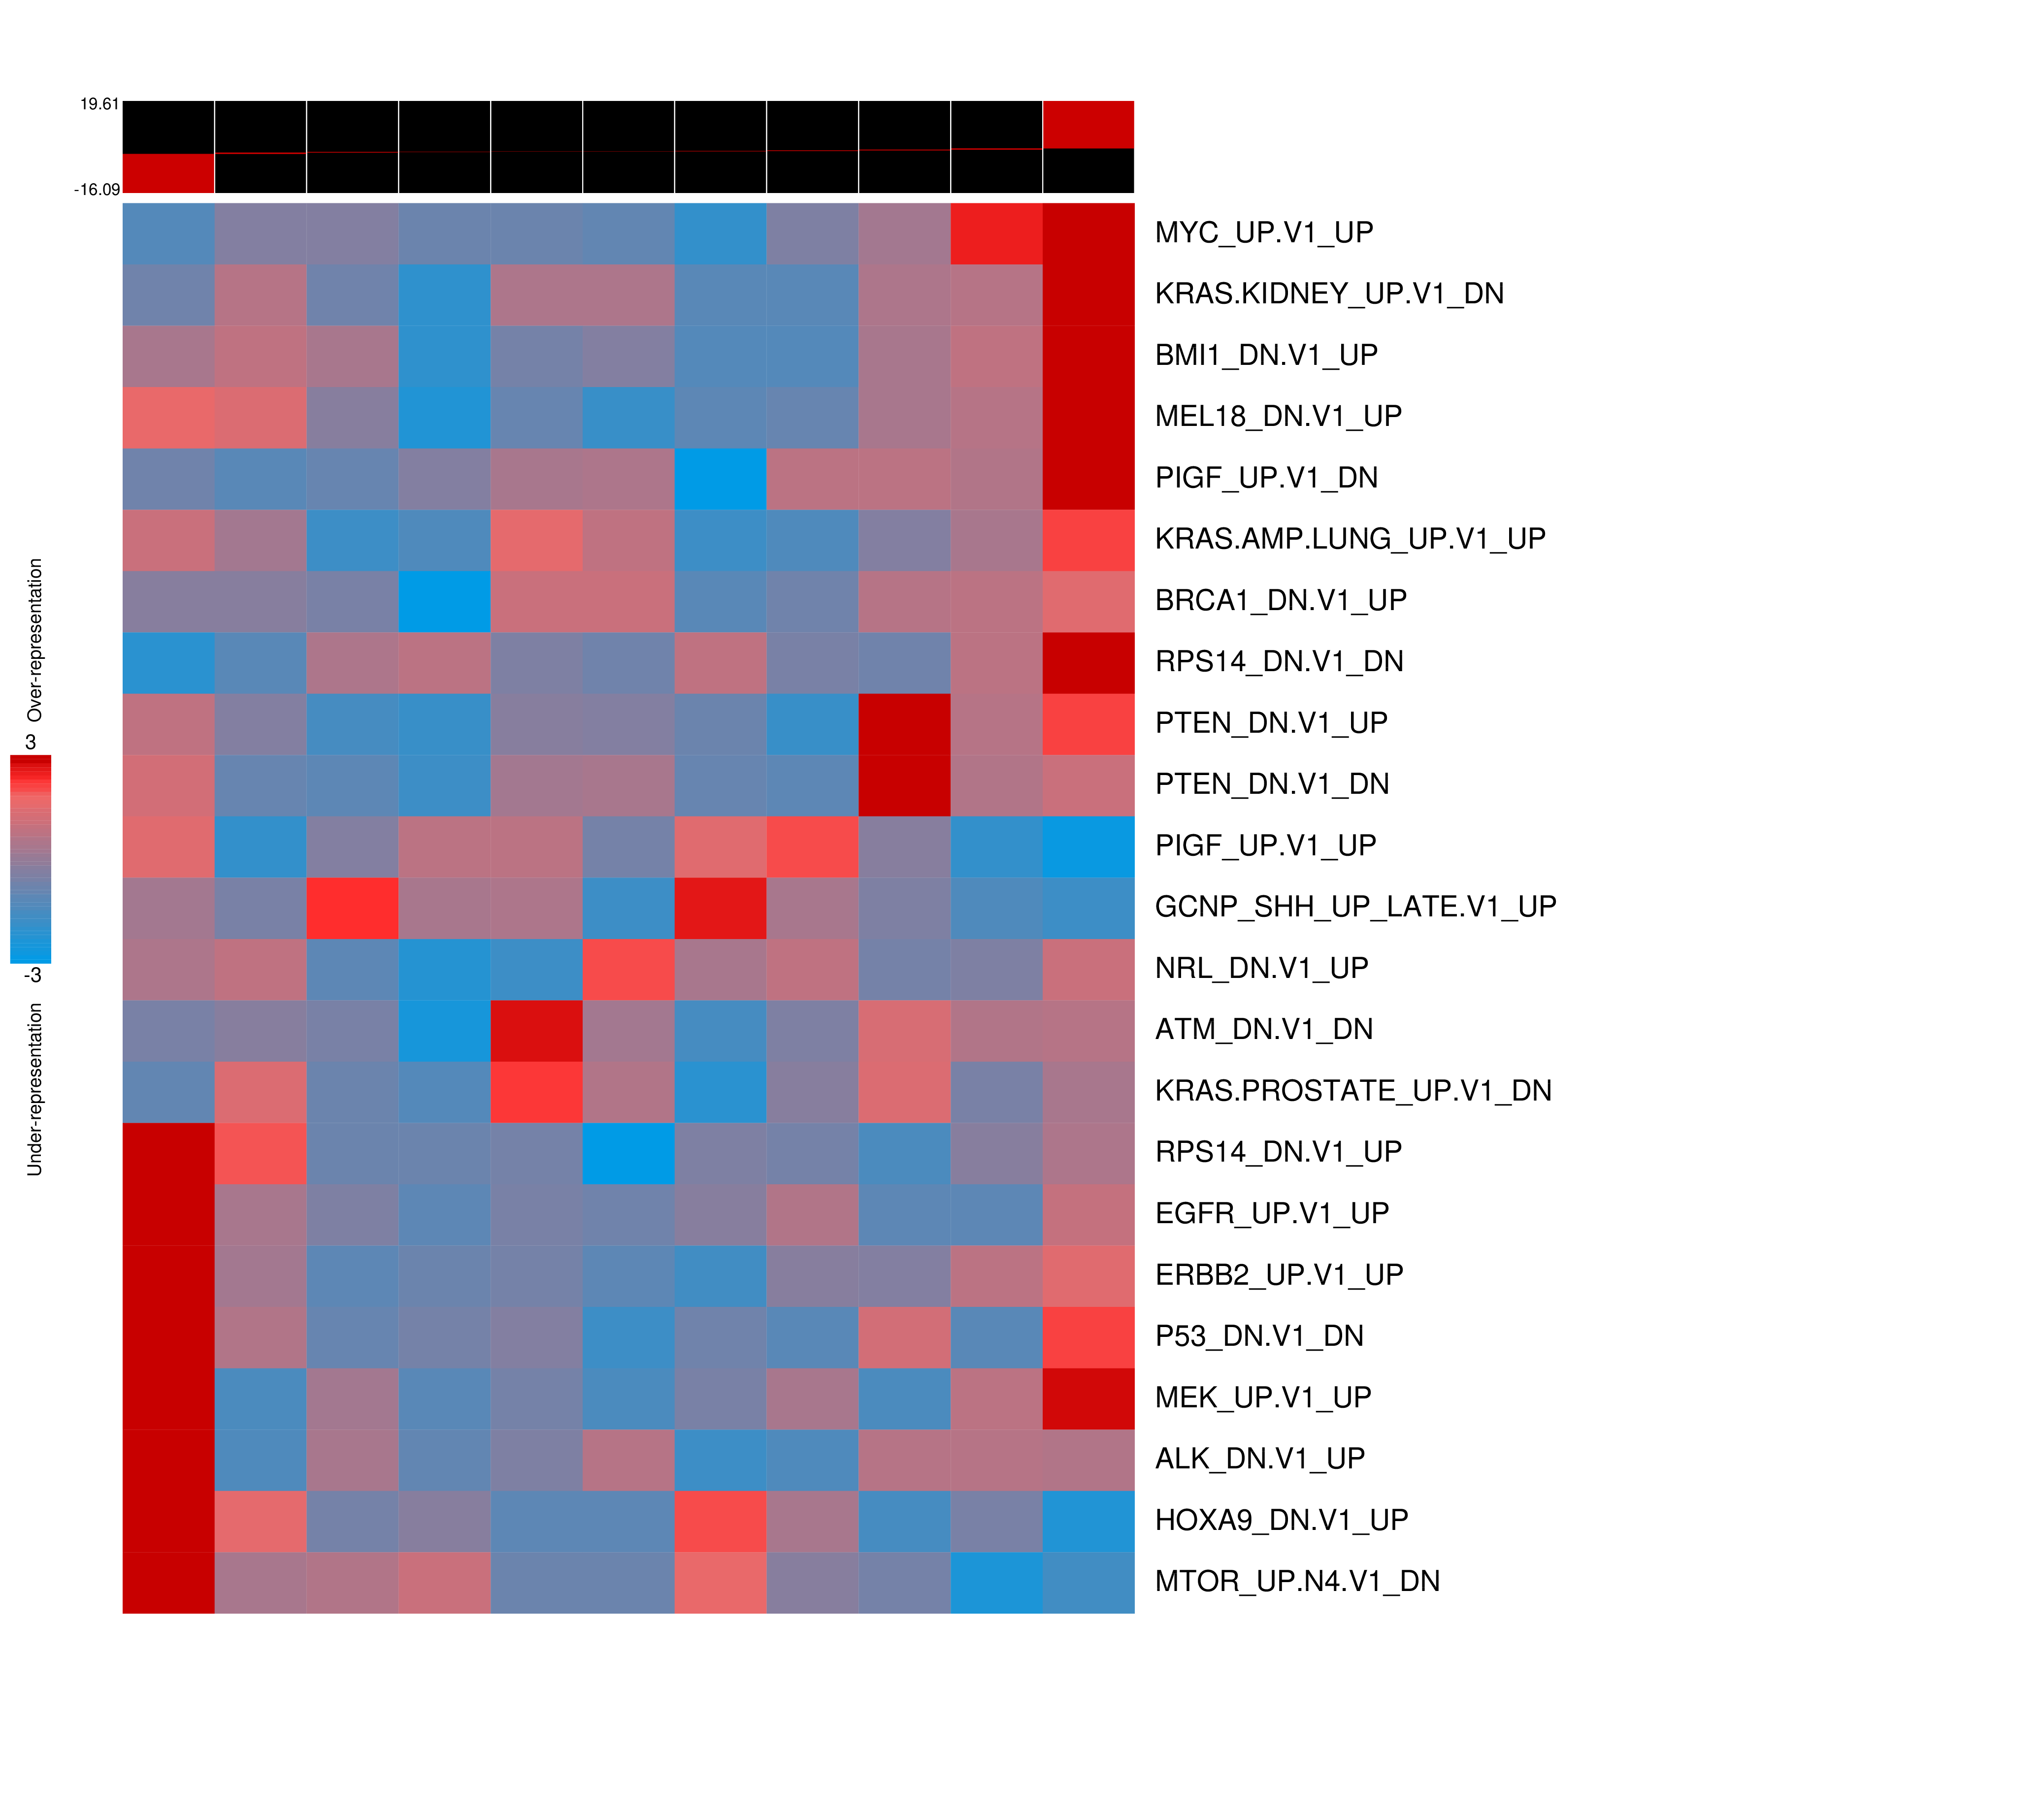 19.61
-16.09
MYC_UP.V1_UP
KRAS.KIDNEY_UP.V1_DN
BMI1_DN.V1_UP
MEL18_DN.V1_UP
PIGF_UP.V1_DN
KRAS.AMP.LUNG_UP.V1_UP
BRCA1_DN.V1_UP
RPS14_DN.V1_DN
PTEN_DN.V1_UP
PTEN_DN.V1_DN
PIGF_UP.V1_UP
GCNP_SHH_UP_LATE.V1_UP
NRL_DN.V1_UP
ATM_DN.V1_DN
KRAS.PROSTATE_UP.V1_DN
RPS14_DN.V1_UP
EGFR_UP.V1_UP
ERBB2_UP.V1_UP
P53_DN.V1_DN
MEK_UP.V1_UP
ALK_DN.V1_UP
HOXA9_DN.V1_UP
MTOR_UP.N4.V1_DN
Over-representation
3
-3
Under-representation